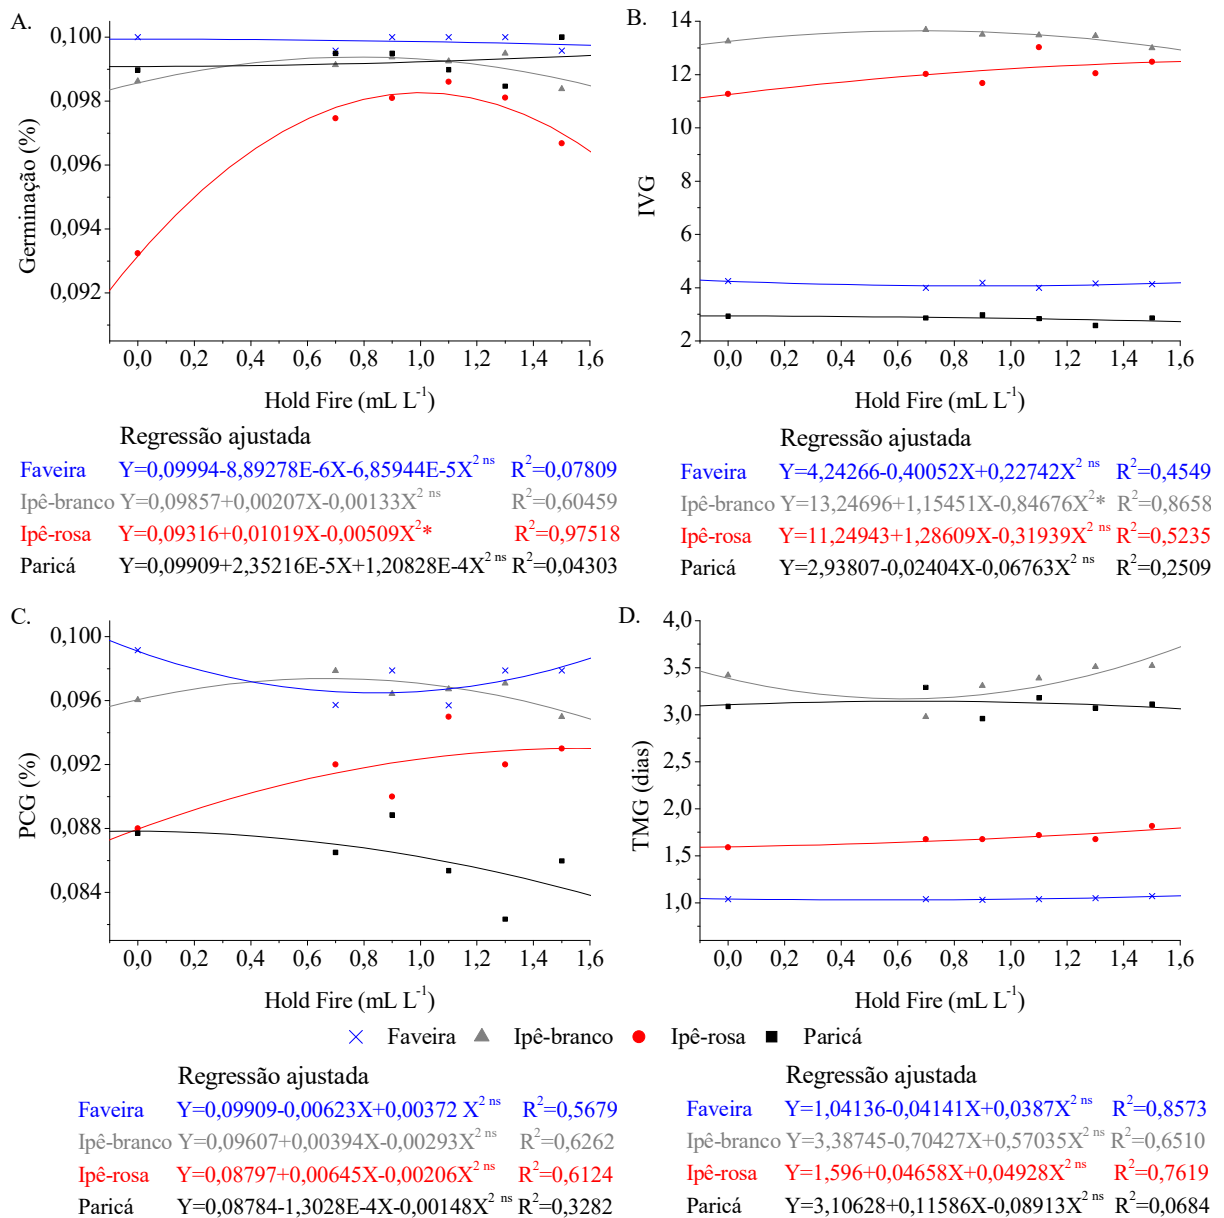 A.
0,100
0,098
0,096
0,094
0,092
Germinação (%)
0,0 0,2 0,4 0,6 0,8 1,0 1,2 1,4 1,6
Hold Fire (mL L⁻¹)
Regressão ajustada
Faveira Y=0,09994-8,89278E-6X-6,85944E-5X² ⁿˢ R²=0,07809
Ipê-branco Y=0,09857+0,00207X-0,00133X² ⁿˢ R²=0,60459
Ipê-rosa Y=0,09316+0,01019X-0,00509X²* R²=0,97518
Paricá Y=0,09909+2,35216E-5X+1,20828E-4X² ⁿˢ R²=0,04303
B.
14
12
10
8
6
4
2
IVG
0,0 0,2 0,4 0,6 0,8 1,0 1,2 1,4 1,6
Hold Fire (mL L⁻¹)
Regressão ajustada
Faveira Y=4,24266-0,40052X+0,22742X² ⁿˢ R²=0,4549
Ipê-branco Y=13,24696+1,15451X-0,84676X²* R²=0,8658
Ipê-rosa Y=11,24943+1,28609X-0,31939X² ⁿˢ R²=0,5235
Paricá Y=2,93807-0,02404X-0,06763X² ⁿˢ R²=0,2509
C.
0,100
0,096
0,092
0,088
0,084
PCG (%)
0,0 0,2 0,4 0,6 0,8 1,0 1,2 1,4 1,6
Hold Fire (mL L⁻¹)
D.
4,0
3,5
3,0
2,5
2,0
1,5
1,0
TMG (dias)
0,0 0,2 0,4 0,6 0,8 1,0 1,2 1,4 1,6
Hold Fire (mL L⁻¹)
Faveira Ipê-branco Ipê-rosa Paricá
Regressão ajustada
Faveira Y=0,09909-0,00623X+0,00372 X² ⁿˢ R²=0,5679
Ipê-branco Y=0,09607+0,00394X-0,00293X² ⁿˢ R²=0,6262
Ipê-rosa Y=0,08797+0,00645X-0,00206X² ⁿˢ R²=0,6124
Paricá Y=0,08784-1,3028E-4X-0,00148X² ⁿˢ R²=0,3282
Regressão ajustada
Faveira Y=1,04136-0,04141X+0,0387X² ⁿˢ R²=0,8573
Ipê-branco Y=3,38745-0,70427X+0,57035X² ⁿˢ R²=0,6510
Ipê-rosa Y=1,596+0,04658X+0,04928X² ⁿˢ R²=0,7619
Paricá Y=3,10628+0,11586X-0,08913X² ⁿˢ R²=0,0684